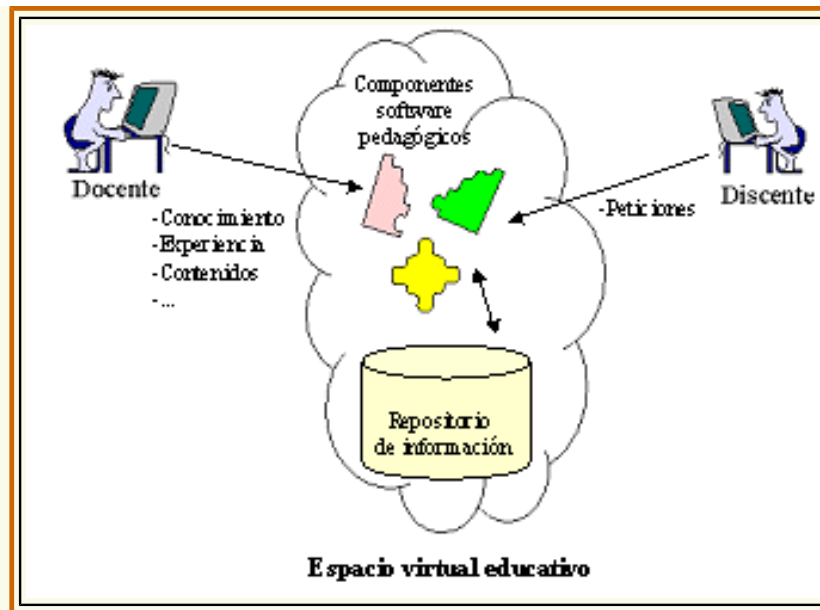 Componentes
software
pedagógicos
Docente
-Conocimiento
-Experiencia
-Contenidos
-...
-Peticiones
Discente
Repositorio
de información
Espacio virtual educativo